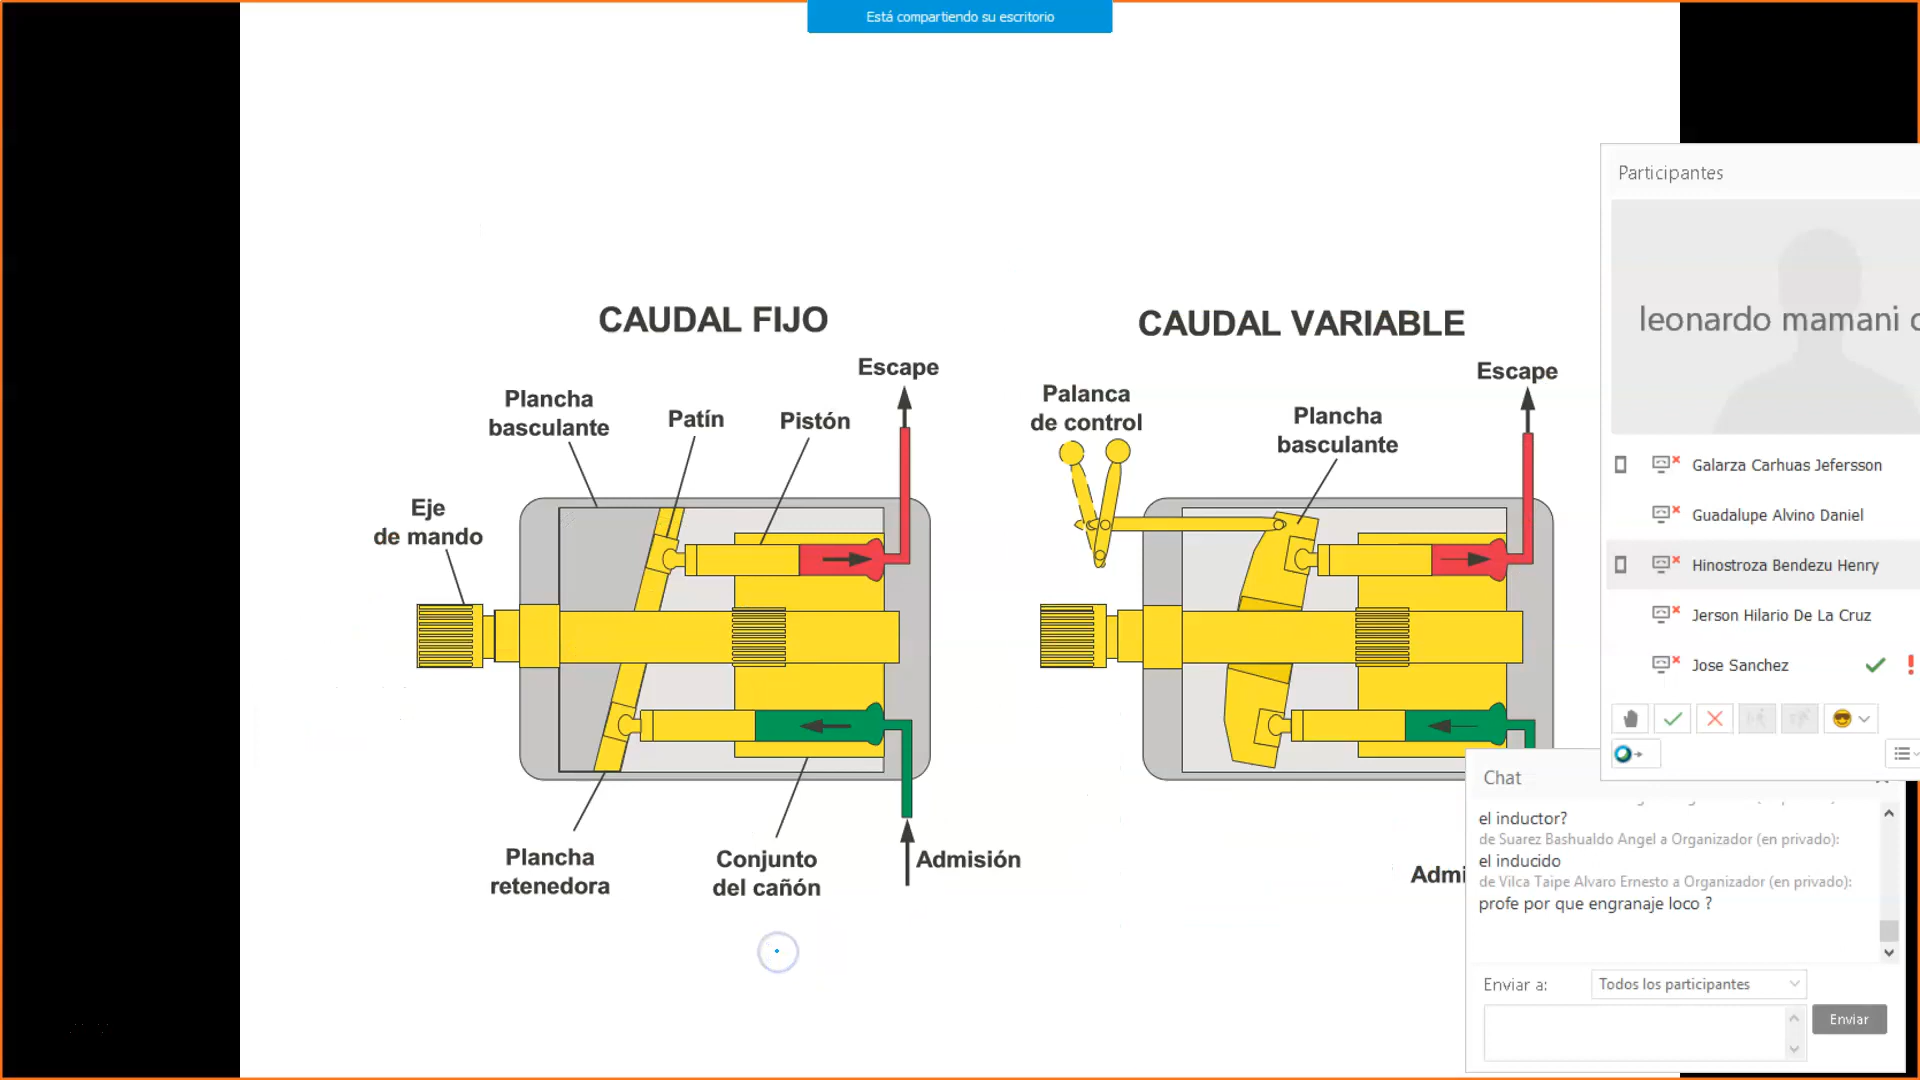 Está compartiendo su escritorio
CAUDAL FIJO
Escape
Plancha
basculante
Patín
Pistón
Eje
de mando
Plancha
retenedora
Conjunto
del cañón
Admisión
CAUDAL VARIABLE
Escape
Palanca
de control
Plancha
basculante
Admi
Participantes
leonardo mamani c
Galarza Carhuas Jefersson
Guadalupe Alvino Daniel
Hinostroza Bendezu Henry
Jerson Hilario De La Cruz
Jose Sanchez
Chat
el inductor?
de Suarez Bashualdo Angel a Organizador (en privado):
el inducido
de Vilca Taipe Alvaro Ernesto a Organizador (en privado):
profe por que engranaje loco ?
Enviar a:
Todos los participantes
Enviar